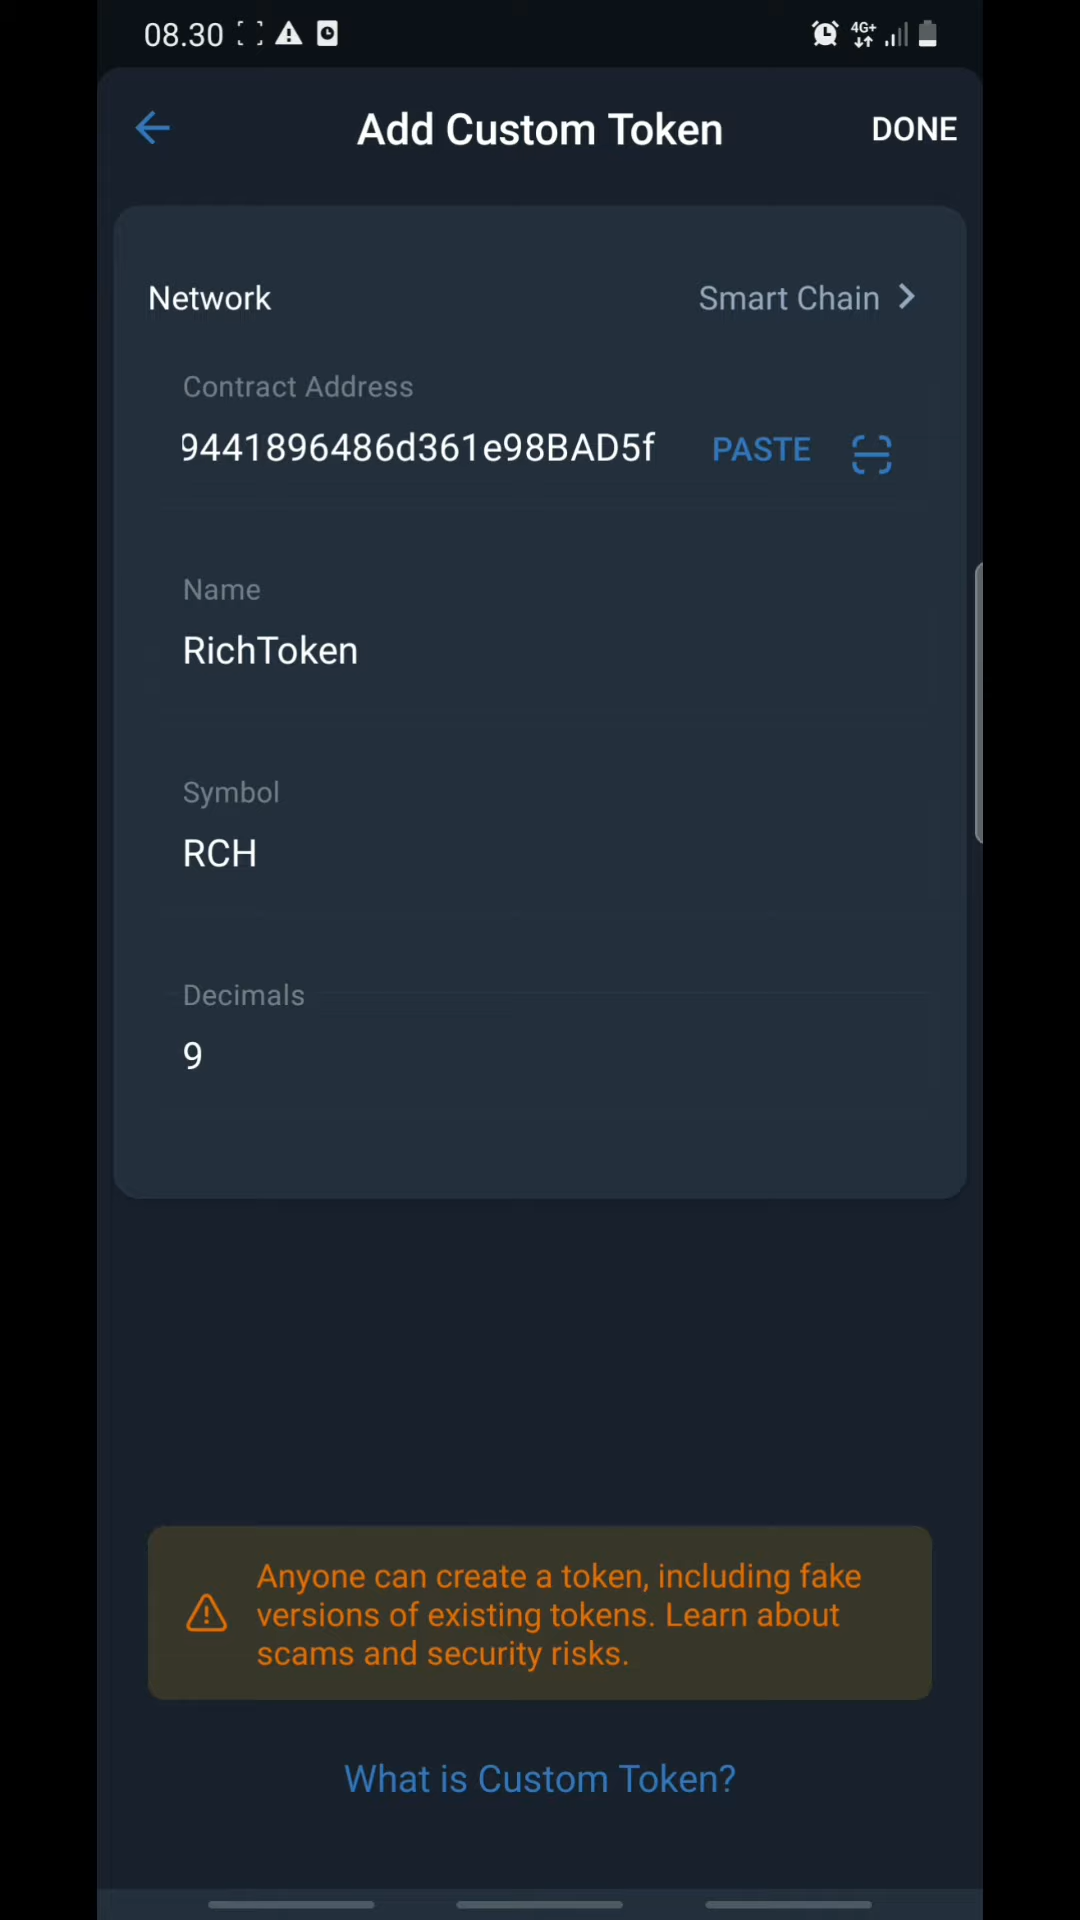 08.30
4G+
Add Custom Token
DONE
Network
Smart Chain
Contract Address
9441896486d361e98BAD5f
PASTE
Name
RichToken
Symbol
RCH
Decimals
9
Anyone can create a token, including fake
versions of existing tokens. Learn about
scams and security risks.
What is Custom Token?